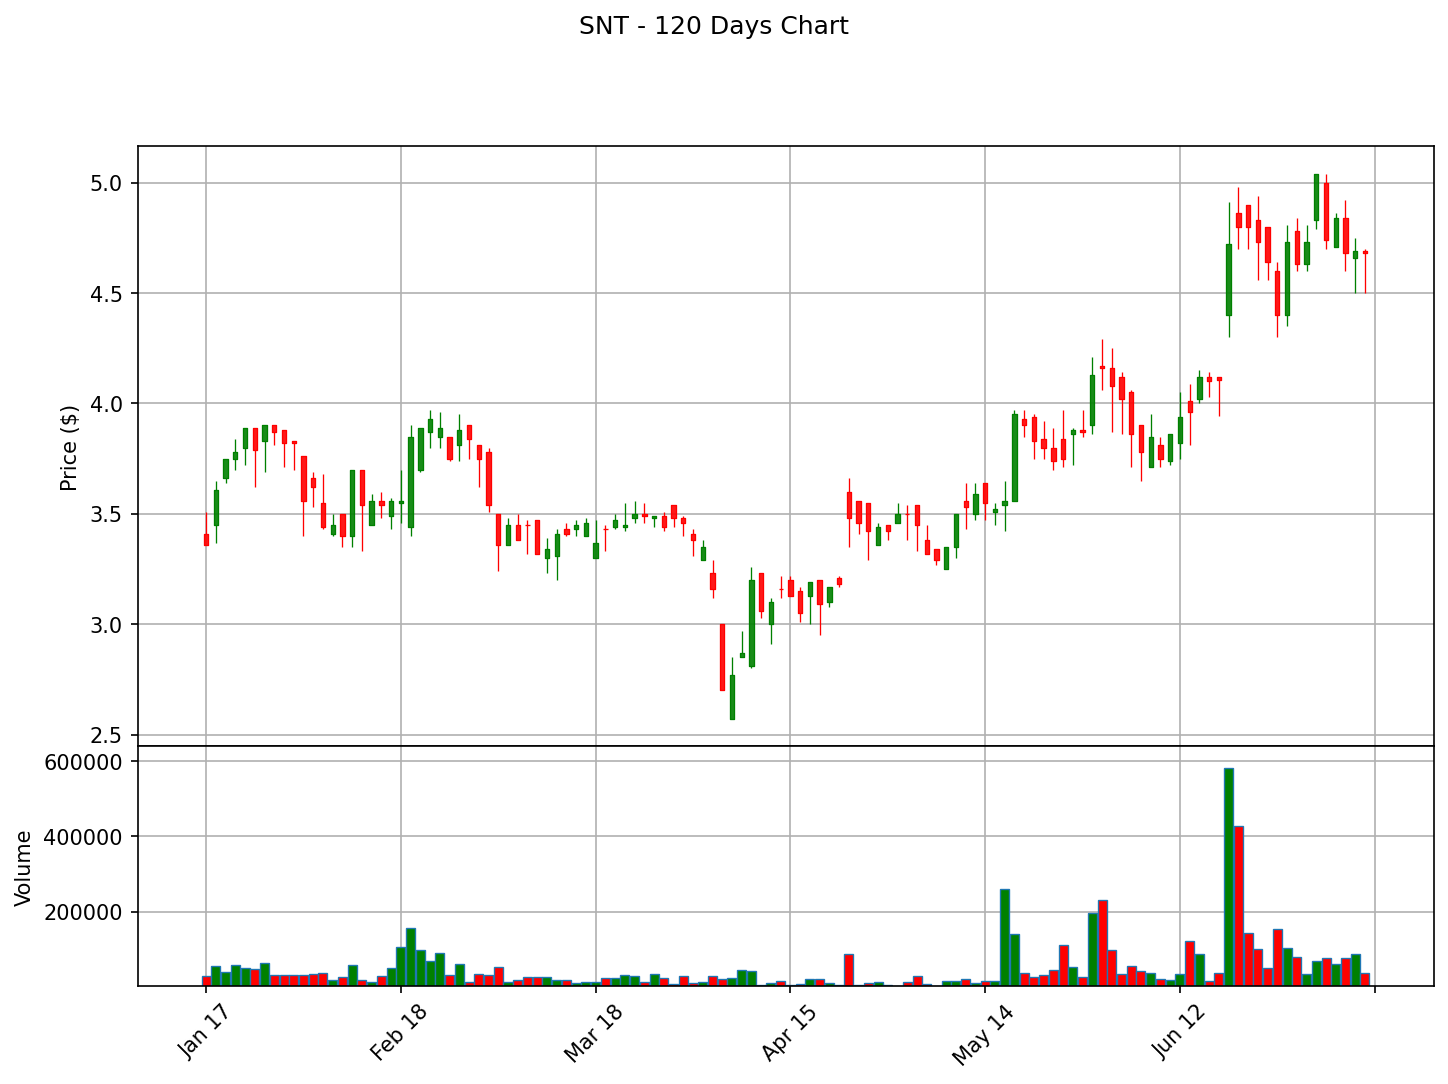 SNT - 120 Days Chart
Price ($)
5.0
4.5
4.0
3.5
3.0
2.5
Volume
600000
400000
200000
Jan 17
Feb 18
Mar 18
Apr 15
May 14
Jun 12